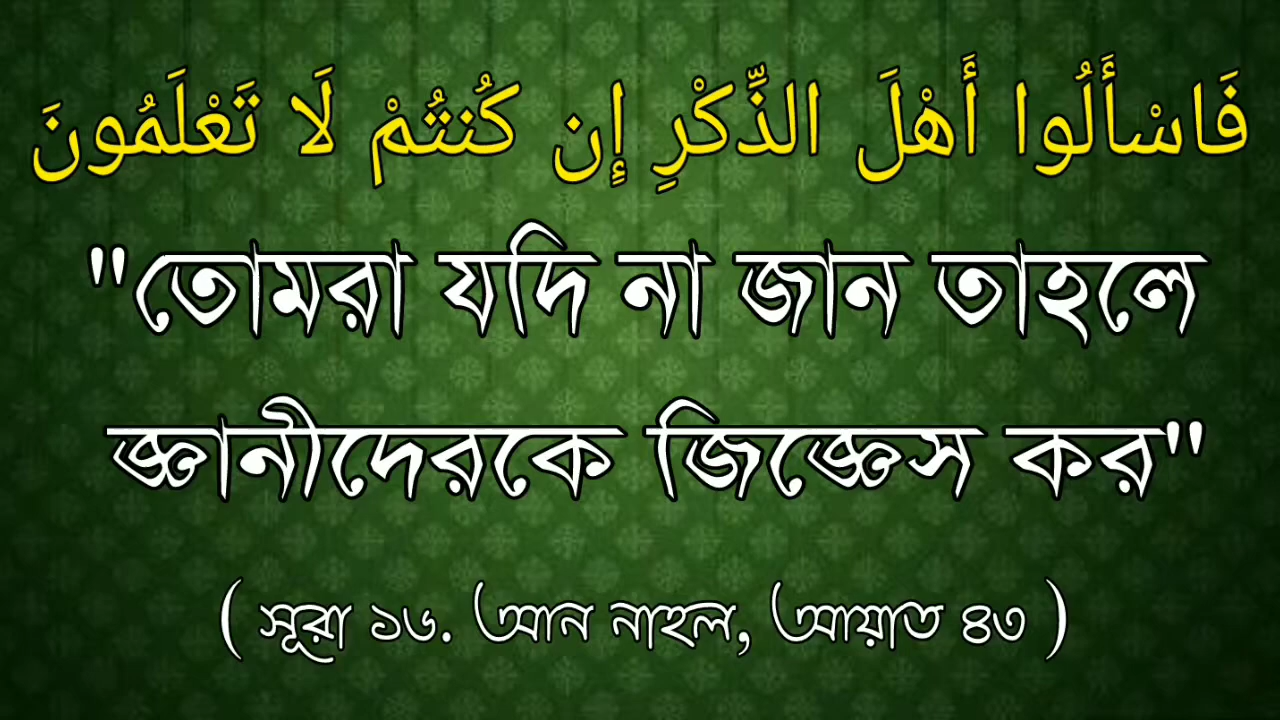 فَاسْأَلُوا أَهْلَ الذِّكْرِ إِن كُنتُمْ لَا تَعْلَمُونَ
"তোমরা যদি না জান তাহলে
জ্ঞানীদেরকে জিজ্ঞেস কর"
( সূরা ১৬. আন নাহল, আয়াত ৪৩ )